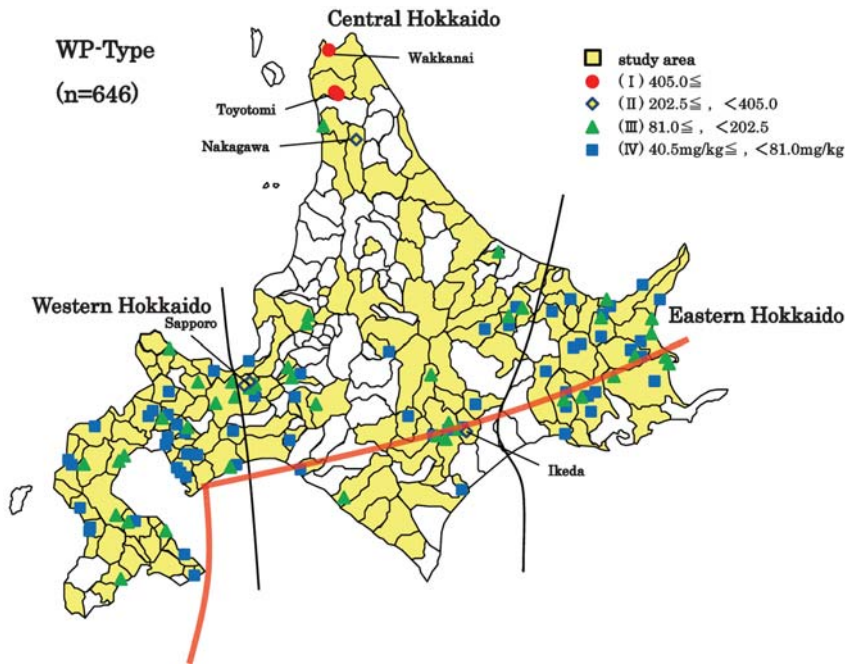 Central Hokkaido
WP-Type
(n=646)
Wakkanai
Toyotomi
Nakagawa
study area
(I) 405.0≦
(II) 202.5≦, <405.0
(III) 81.0≦, <202.5
(IV) 40.5mg/kg≦, <81.0mg/kg
Western Hokkaido
Sapporo
Eastern Hokkaido
Ikeda